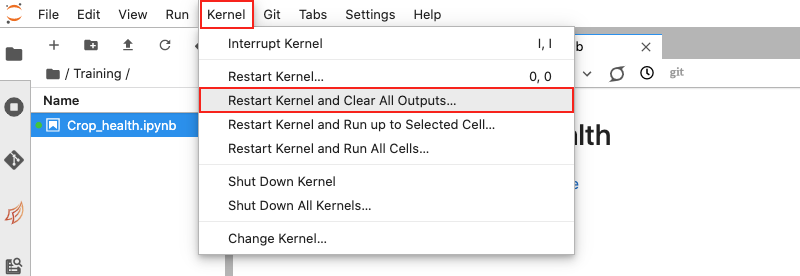 File Edit View Run Kernel Git Tabs Settings Help
/ Training /
Name
Crop_health.ipynb
Interrupt Kernel I, I
Restart Kernel... 0, 0
Restart Kernel and Clear All Outputs...
Restart Kernel and Run up to Selected Cell...
Restart Kernel and Run All Cells...
Shut Down Kernel
Shut Down All Kernels...
Change Kernel...
b
git
alth
e